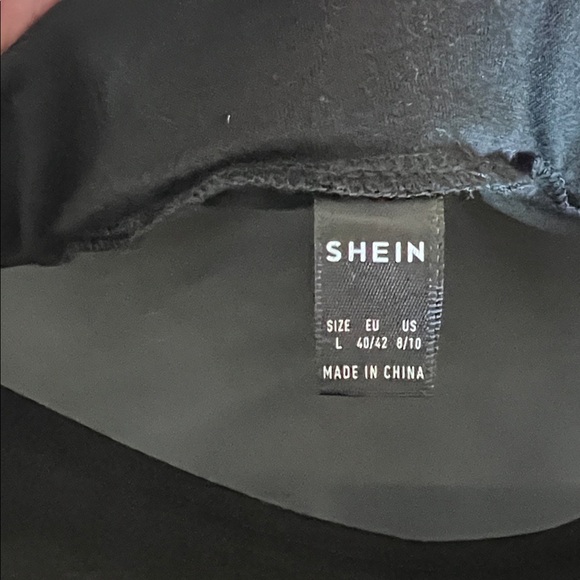 SHEIN
SIZE EU US
L 40/42 8/10
MADE IN CHINA